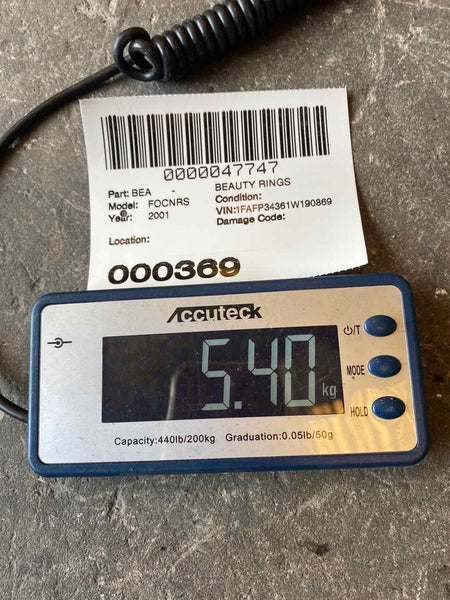 0000047747
Part: BEA - BEAUTY RINGS
Model: FOCNRS Condition:
Year: 2001 VIN:1FAFP34361W190869
Damage Code:
Location:
000369
Accuteck
⏻/T
5.40 kg
MODE
HOLD
Capacity:440lb/200kg Graduation:0.05lb/50g